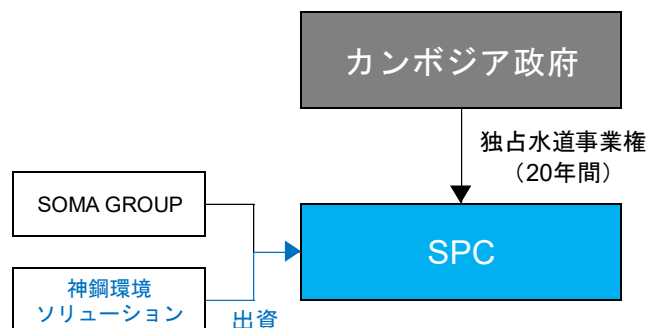 カンボジア政府
独占水道事業権
（20年間）
SOMA GROUP
SPC
神鋼環境
ソリューション
出資